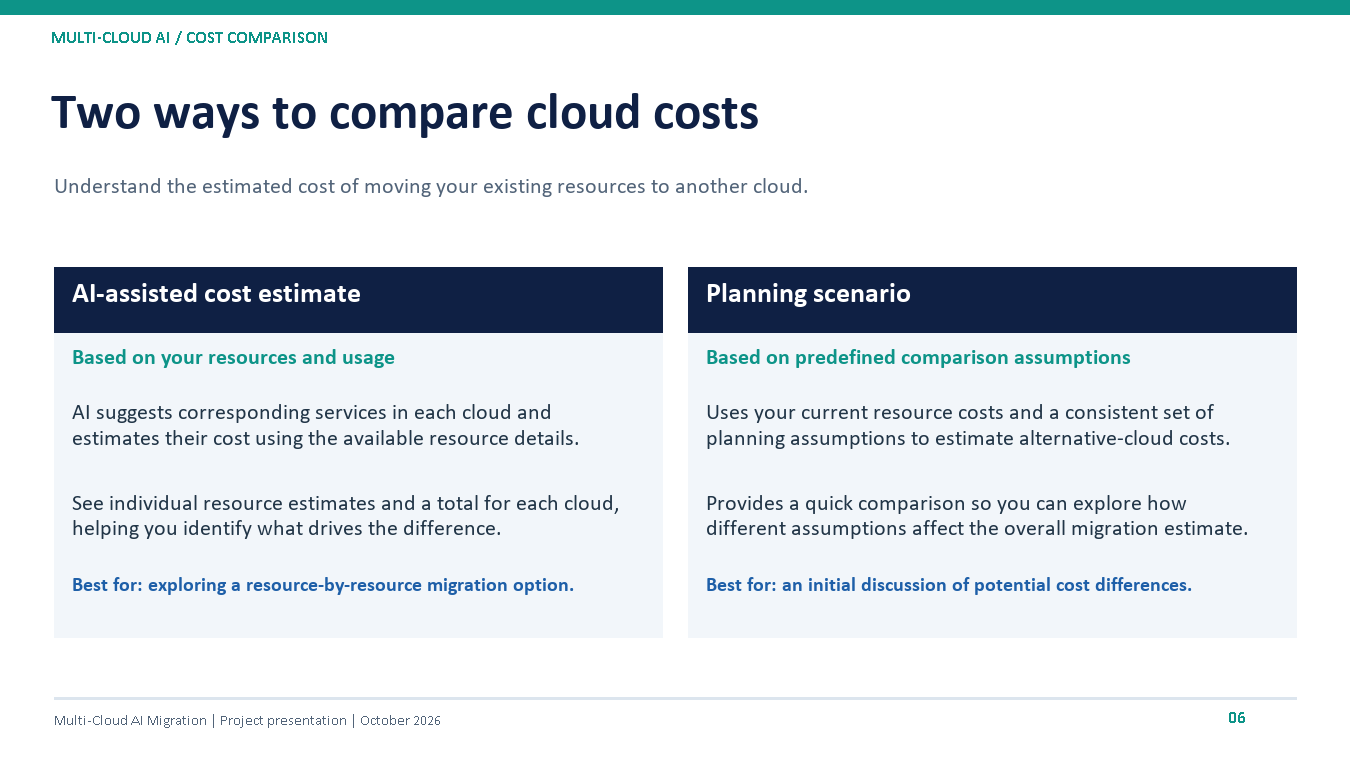 MULTI-CLOUD AI / COST COMPARISON
Two ways to compare cloud costs
Understand the estimated cost of moving your existing resources to another cloud.
AI-assisted cost estimate
Based on your resources and usage
AI suggests corresponding services in each cloud and
estimates their cost using the available resource details.
See individual resource estimates and a total for each cloud,
helping you identify what drives the difference.
Best for: exploring a resource-by-resource migration option.
Planning scenario
Based on predefined comparison assumptions
Uses your current resource costs and a consistent set of
planning assumptions to estimate alternative-cloud costs.
Provides a quick comparison so you can explore how
different assumptions affect the overall migration estimate.
Best for: an initial discussion of potential cost differences.
Multi-Cloud AI Migration | Project presentation | October 2026
06